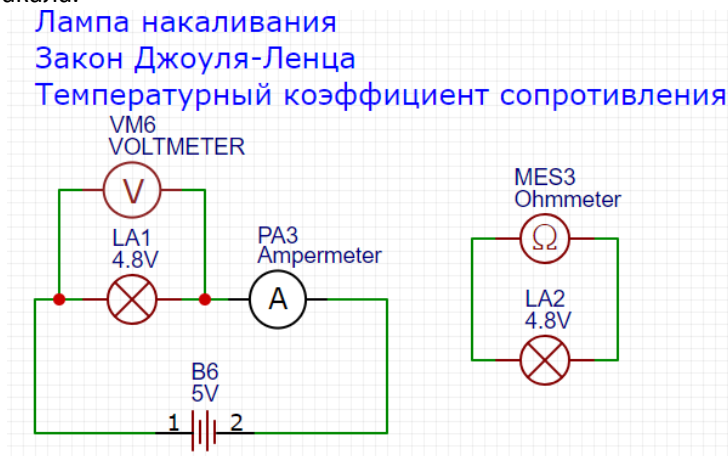 Лампа накаливания
Закон Джоуля-Ленца
Температурный коэффициент сопротивления
VM6
VOLTMETER
V
LA1
4.8V
PA3
Ampermeter
A
B6
5V
1 2
MES3
Ohmmeter
Ω
LA2
4.8V